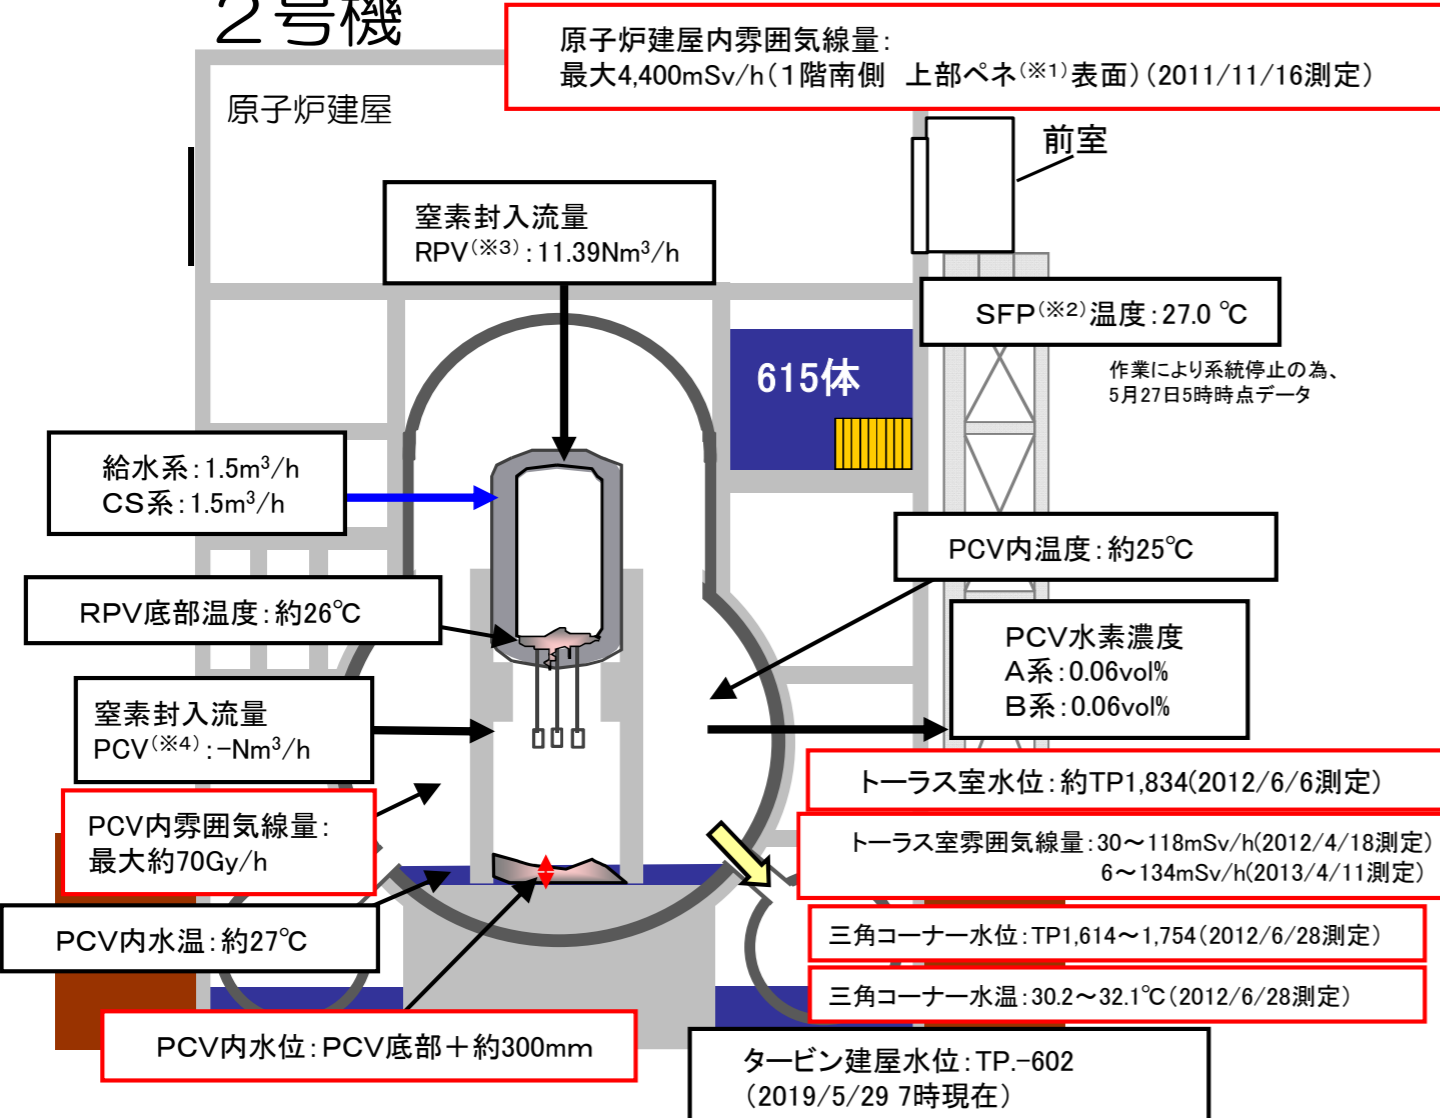 ２号機
原子炉建屋内雰囲気線量：
最大4,400mSv/h（１階南側　上部ペネ(※1)表面）（2011/11/16測定）
原子炉建屋
前室
窒素封入流量
RPV(※3)：11.39Nm³/h
ＳＦＰ(※2)温度：27.0 ℃
作業により系統停止の為、
5月27日5時時点データ
615体
給水系：1.5m³/h
ＣＳ系：1.5m³/h
PCV内温度：約25℃
ＲＰＶ底部温度：約26℃
PCV水素濃度
Ａ系：0.06vol%
Ｂ系：0.06vol%
窒素封入流量
PCV(※4)：-Nm³/h
トーラス室水位：約TP1,834(2012/6/6測定)
PCV内雰囲気線量：
最大約70Gy/h
トーラス室雰囲気線量：30～118mSv/h(2012/4/18測定)
6～134mSv/h(2013/4/11測定)
PCV内水温：約27℃
三角コーナー水位：TP1,614～1,754（2012/6/28測定）
三角コーナー水温：30.2～32.1℃（2012/6/28測定）
PCV内水位：PCV底部＋約300mm
タービン建屋水位：TP.-602
（2019/5/29 7時現在）